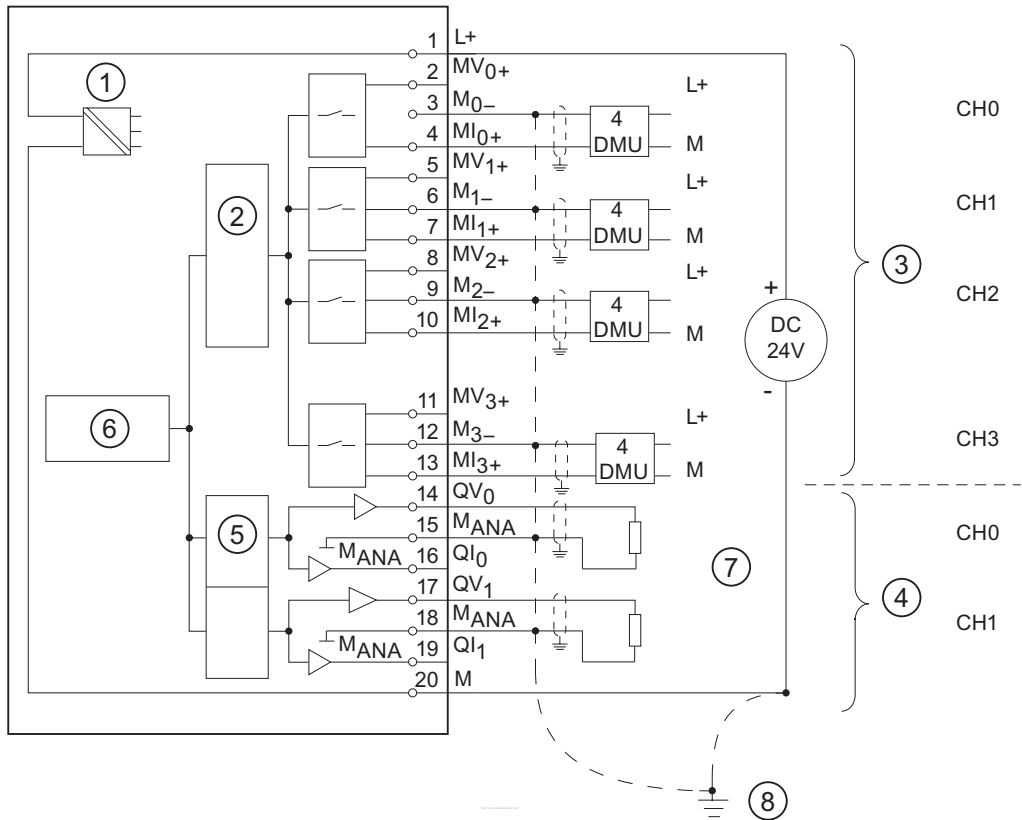 1 L+
2 MV0+
3 M0–
4 MI0+
5 MV1+
6 M1–
7 MI1+
8 MV2+
9 M2–
10 MI2+
11 MV3+
12 M3–
13 MI3+
14 QV0
15 MANA
16 QI0
17 QV1
18 MANA
19 QI1
20 M
MANA
MANA
1
2
6
5
4
DMU
L+
M
4
DMU
L+
M
4
DMU
L+
M
4
DMU
L+
M
+
DC
24V
-
7
8
3
4
CH0
CH1
CH2
CH3
CH0
CH1